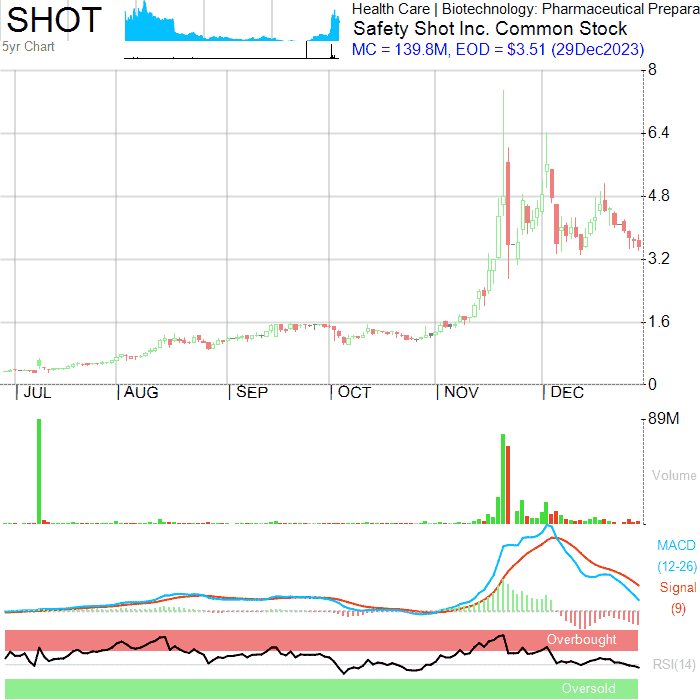 SHOT
5yr Chart
Health Care | Biotechnology: Pharmaceutical Prepara
Safety Shot Inc. Common Stock
MC = 139.8M, EOD = $3.51 (29Dec2023)
8
6.4
4.8
3.2
1.6
0
JUL AUG SEP OCT NOV DEC
89M
Volume
MACD
(12-26)
Signal
(9)
Overbought
RSI(14)
Oversold